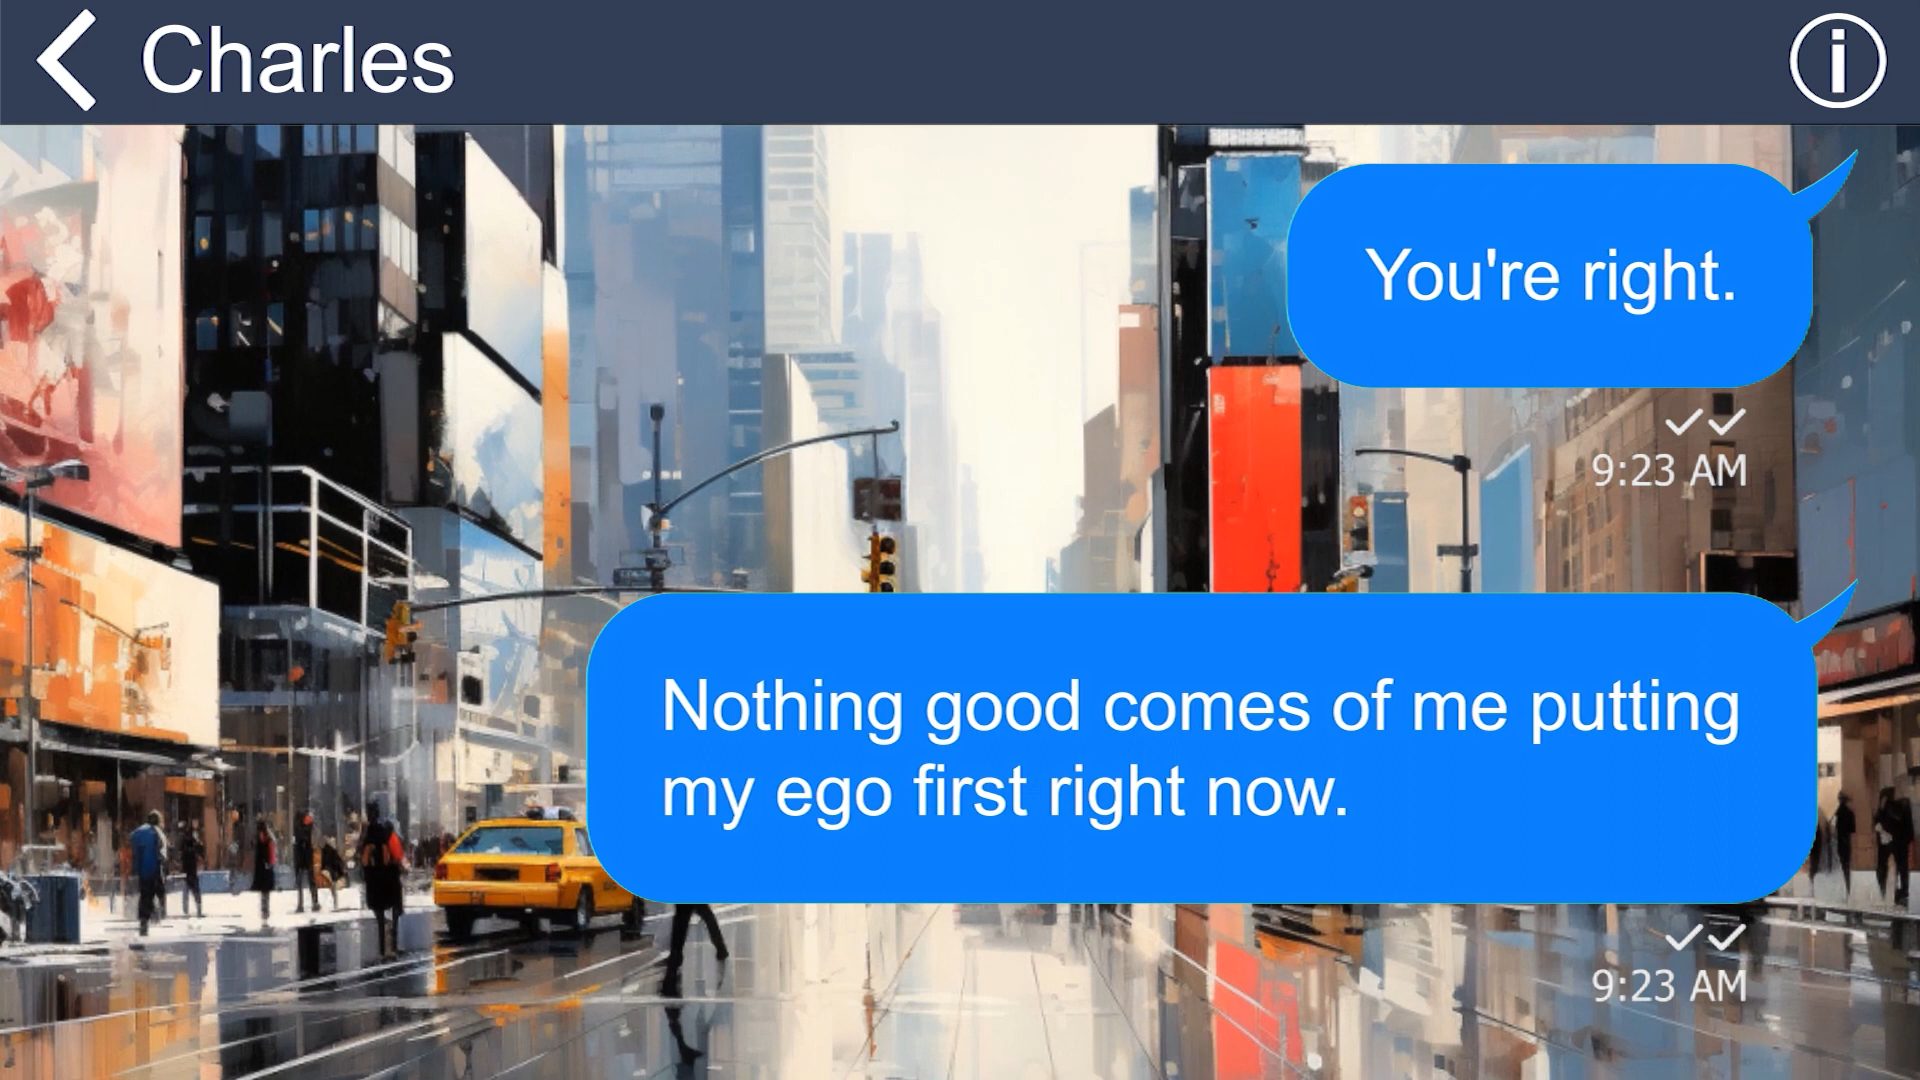 Charles
You're right.
9:23 AM
Nothing good comes of me putting
my ego first right now.
9:23 AM